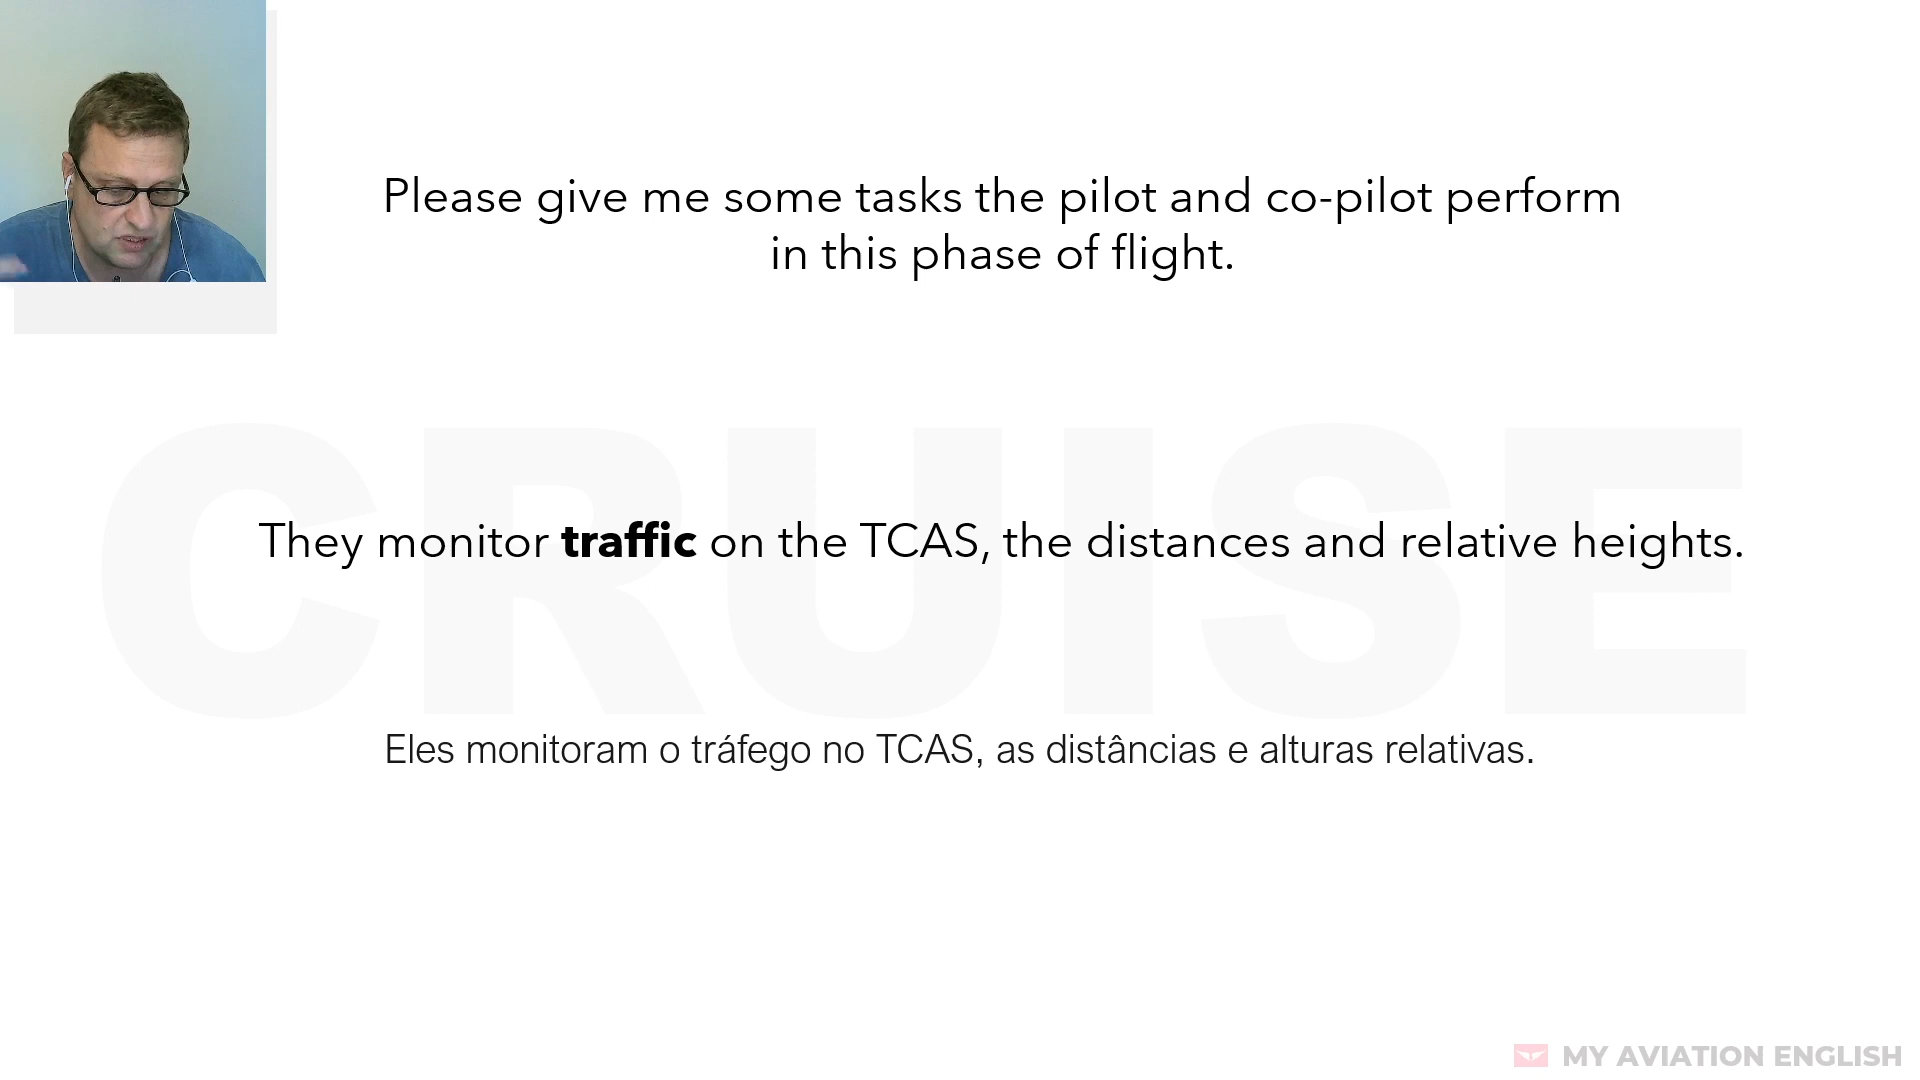 Please give me some tasks the pilot and co-pilot perform
in this phase of flight.
CRUISE
They monitor traffic on the TCAS, the distances and relative heights.
Eles monitoram o tráfego no TCAS, as distâncias e alturas relativas.
MY AVIATION ENGLISH